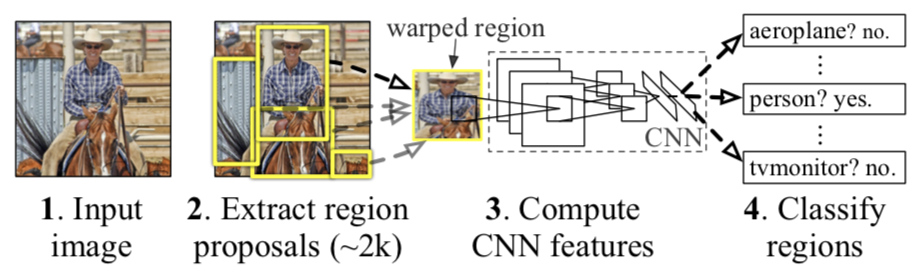 warped region
aeroplane? no.
person? yes.
CNN
tvmonitor? no.
1. Input
image
2. Extract region
proposals (~2k)
3. Compute
CNN features
4. Classify
regions